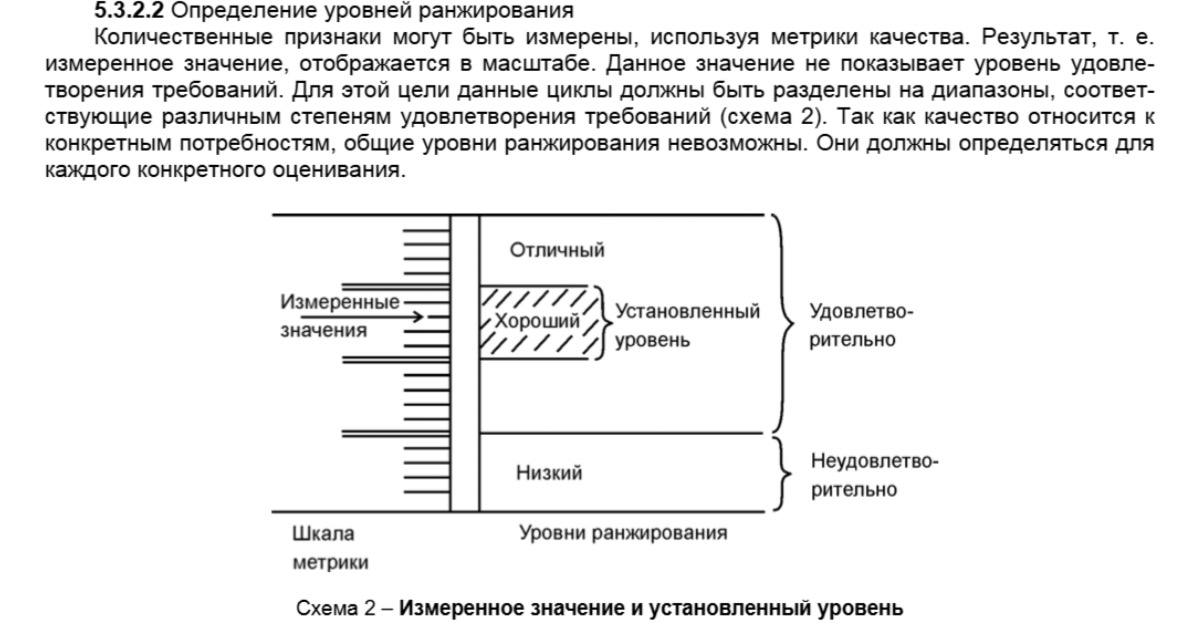 5.3.2.2 Определение уровней ранжирования
Количественные признаки могут быть измерены, используя метрики качества. Результат, т. е.
измеренное значение, отображается в масштабе. Данное значение не показывает уровень удовле-
творения требований. Для этой цели данные циклы должны быть разделены на диапазоны, соответ-
ствующие различным степеням удовлетворения требований (схема 2). Так как качество относится к
конкретным потребностям, общие уровни ранжирования невозможны. Они должны определяться для
каждого конкретного оценивания.
Отличный
Измеренные
значения
Хороший
Установленный
уровень
Удовлетво-
рительно
Низкий
Неудовлетво-
рительно
Шкала
метрики
Уровни ранжирования
Схема 2 – Измеренное значение и установленный уровень